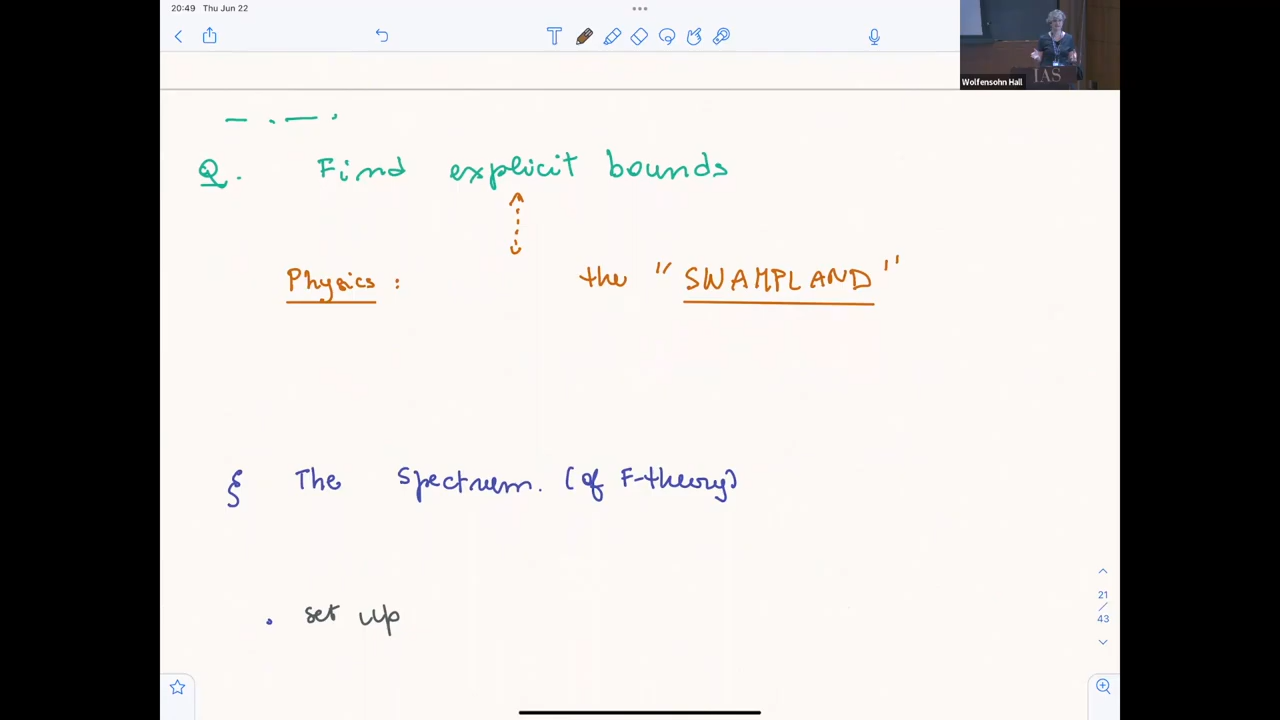 20:49 Thu Jun 22
T
IAS
Wolfensohn Hall
Q. Find explicit bounds
Physics : the "SWAMPLAND"
§ The Spectrum. (of F-theory)
. set up
21
/
43